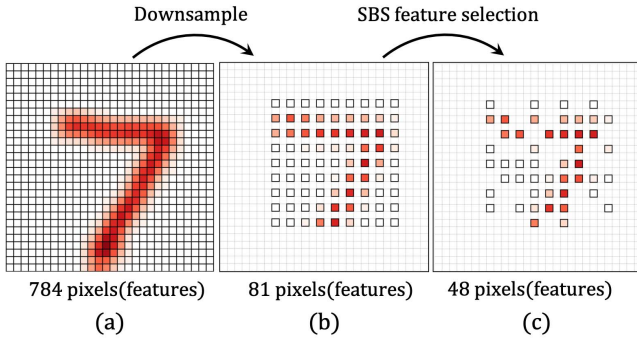 Downsample
SBS feature selection
784 pixels(features)
81 pixels(features)
48 pixels(features)
(a)
(b)
(c)